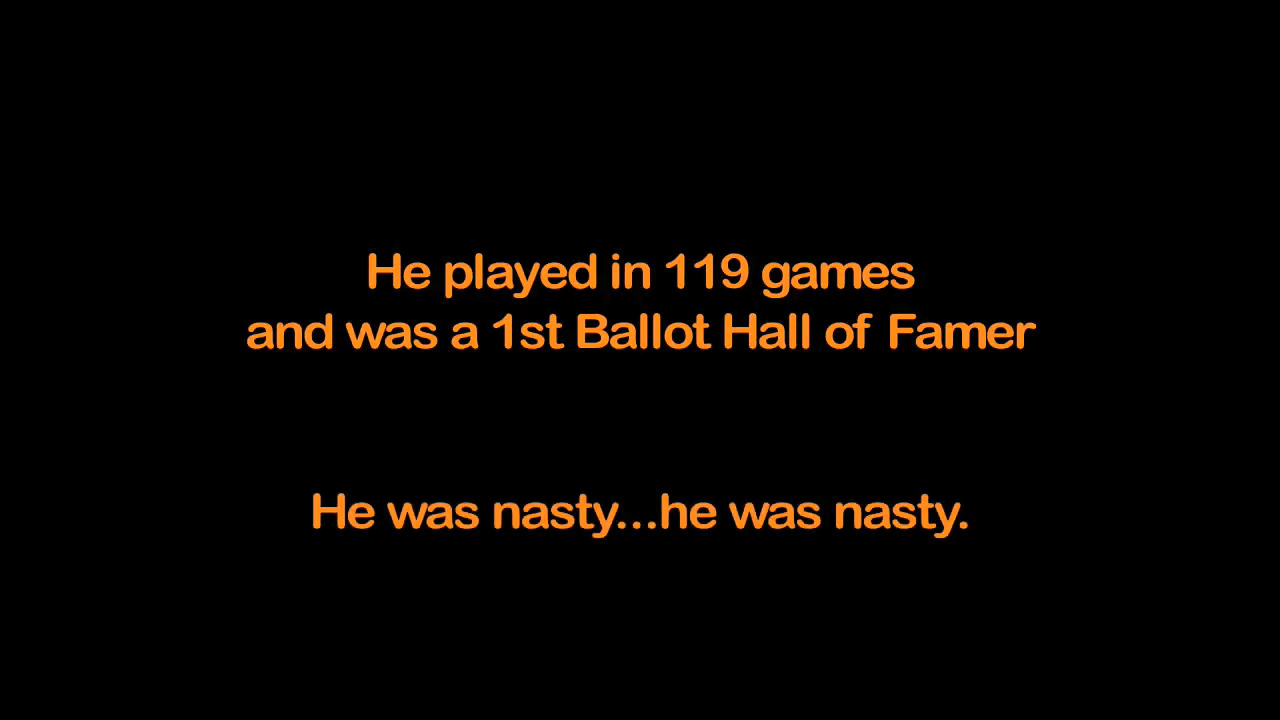 He played in 119 games
and was a 1st Ballot Hall of Famer
He was nasty...he was nasty.